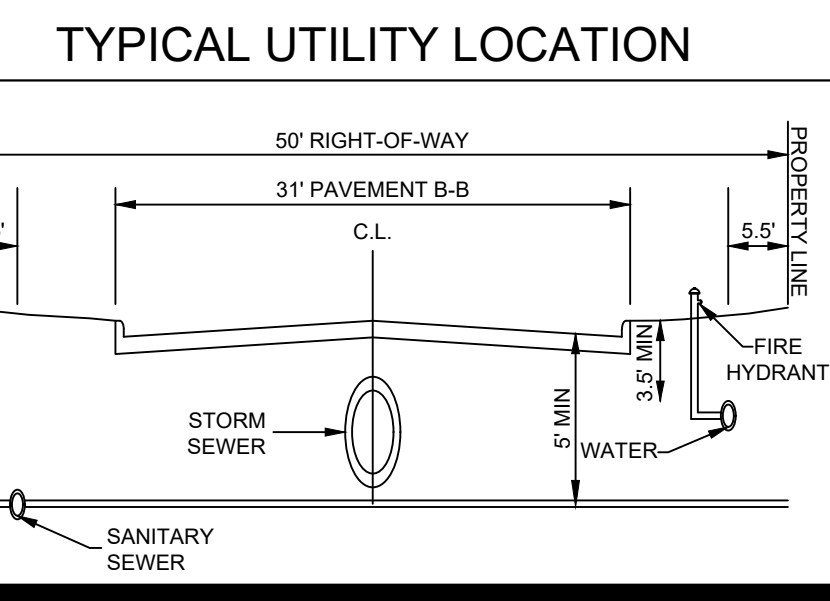 TYPICAL UTILITY LOCATION
50' RIGHT-OF-WAY
31' PAVEMENT B-B
C.L.
5.5'
PROPERTY LINE
FIRE
HYDRANT
3.5' MIN
5' MIN
STORM
SEWER
WATER
SANITARY
SEWER